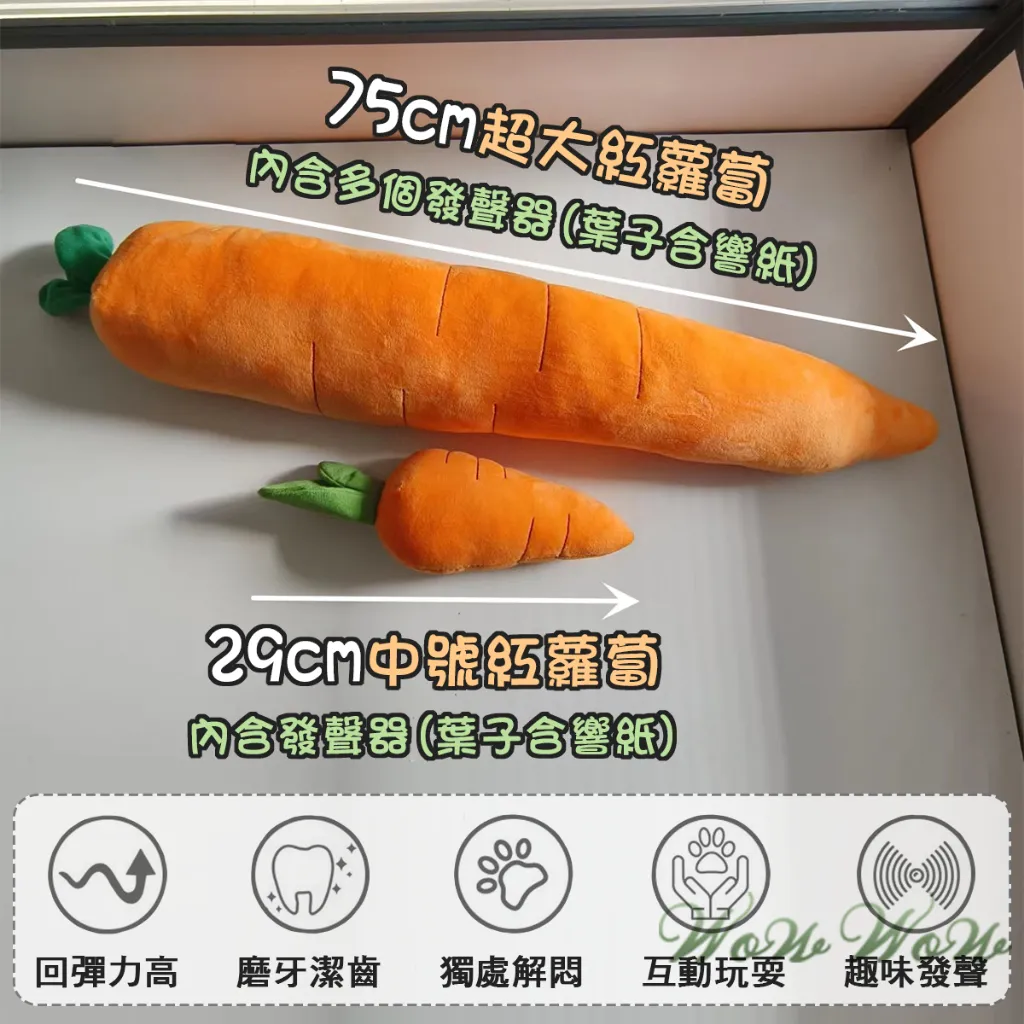 75cm超大紅蘿蔔
內含多個發聲器(葉子含響紙)
29cm中號紅蘿蔔
內含發聲器(葉子含響紙)
回彈力高
磨牙潔齒
獨處解悶
互動玩耍
趣味發聲
WoW WoW